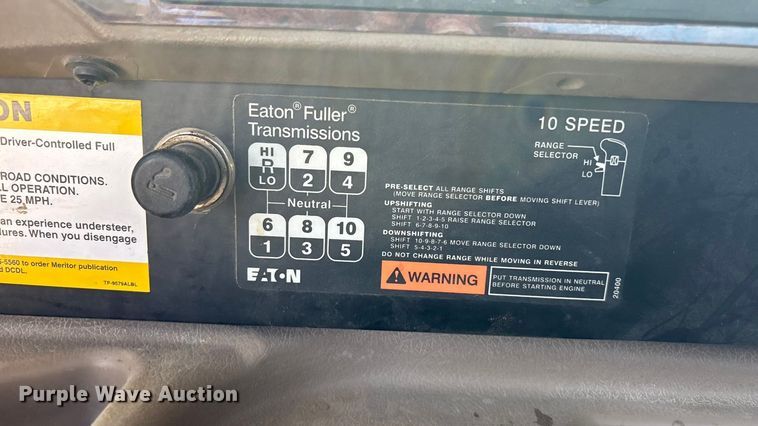 ON
Driver-Controlled Full
ROAD CONDITIONS.
L OPERATION.
E 25 MPH.
an experience understeer,
dures. When you disengage
-5560 to order Meritor publication
d DCDL.
TP-9579ALBL
Eaton® Fuller®
Transmissions
HI
R
LO
7
2
9
4
Neutral
6
1
8
3
10
5
EATON
10 SPEED
RANGE
SELECTOR
HI
LO
PRE-SELECT ALL RANGE SHIFTS
(MOVE RANGE SELECTOR BEFORE MOVING SHIFT LEVER)
UPSHIFTING
START WITH RANGE SELECTOR DOWN
SHIFT 1-2-3-4-5 RAISE RANGE SELECTOR
SHIFT 6-7-8-9-10
DOWNSHIFTING
SHIFT 10-9-8-7-6 MOVE RANGE SELECTOR DOWN
SHIFT 5-4-3-2-1
DO NOT CHANGE RANGE WHILE MOVING IN REVERSE
WARNING
PUT TRANSMISSION IN NEUTRAL
BEFORE STARTING ENGINE
20400
Purple Wave Auction